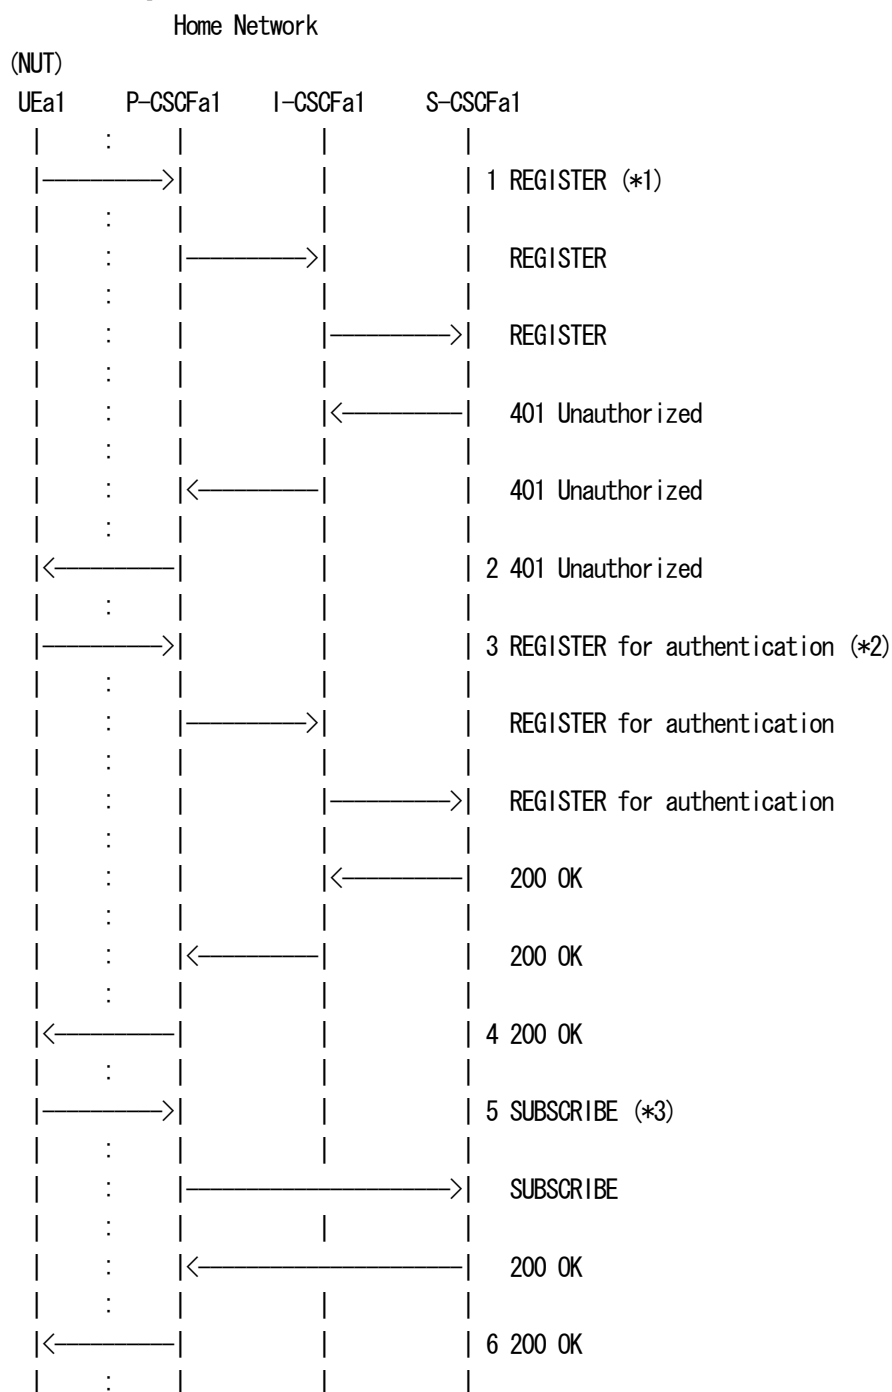 Home Network
(NUT)
UEa1 P-CSCFa1 I-CSCFa1 S-CSCFa1
| : | | |
|----------->| | | 1 REGISTER (*1)
| : | | |
| : |----------->| | REGISTER
| : | | |
| : | |----------->| REGISTER
| : | | |
| : | |<-----------| 401 Unauthorized
| : | | |
| : |<-----------| | 401 Unauthorized
| : | | |
|<-----------| | | 2 401 Unauthorized
| : | | |
|----------->| | | 3 REGISTER for authentication (*2)
| : | | |
| : |----------->| | REGISTER for authentication
| : | | |
| : | |----------->| REGISTER for authentication
| : | | |
| : | |<-----------| 200 OK
| : | | |
| : |<-----------| | 200 OK
| : | | |
|<-----------| | | 4 200 OK
| : | | |
|----------->| | | 5 SUBSCRIBE (*3)
| : | | |
| : |----------------------->| SUBSCRIBE
| : | | |
| : |<-----------------------| 200 OK
| : | | |
|<-----------| | | 6 200 OK
| : | | |